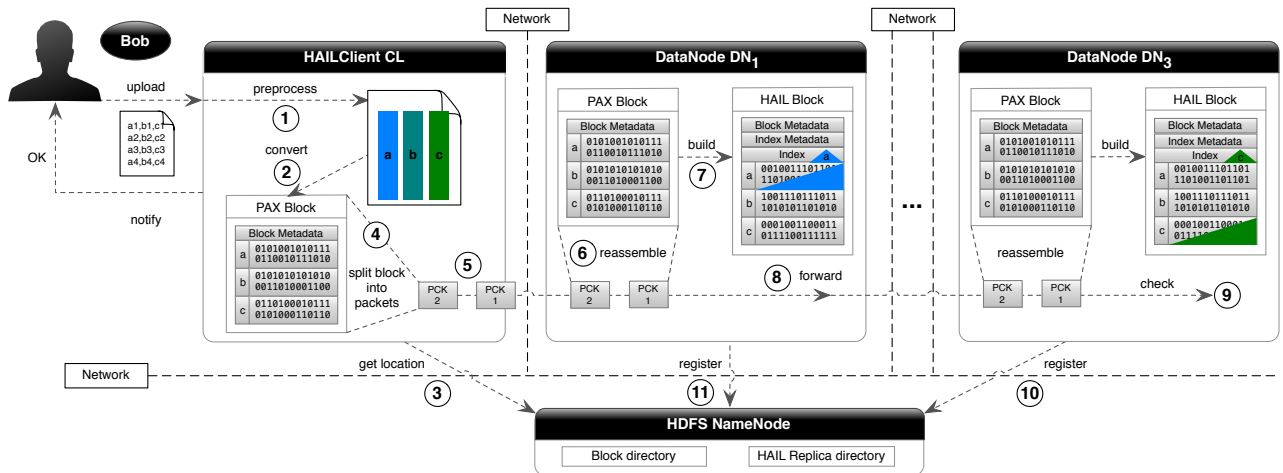 Network
Network
Bob
HAILClient CL
DataNode DN1
DataNode DN3
upload
a1,b1,c1
a2,b2,c2
a3,b3,c3
a4,b4,c4
OK
notify
preprocess
1
convert
2
a b c
PAX Block
Block Metadata
a
0101001010111
0110010111010
b
0101010101010
0011010001100
c
0110100010111
0101000110110
4
split block
into
packets
5
PCK
2
PCK
1
PAX Block
Block Metadata
a
0101001010111
0110010111010
b
0101010101010
0011010001100
c
0110100010111
0101000110110
build
7
HAIL Block
Block Metadata
Index Metadata
Index a
a
b
1001110111011
1010101101010
c
0001001100011
0111100111111
6
reassemble
PCK
2
PCK
1
8
forward
...
PAX Block
Block Metadata
a
0101001010111
0110010111010
b
0101010101010
0011010001100
c
0110100010111
0101000110110
build
HAIL Block
Block Metadata
Index Metadata
Index c
a
0010011101101
1101001101101
b
1001110111011
1010101101010
c
reassemble
PCK
2
PCK
1
check
9
Network
get location
3
register
11
register
10
HDFS NameNode
Block directory
HAIL Replica directory